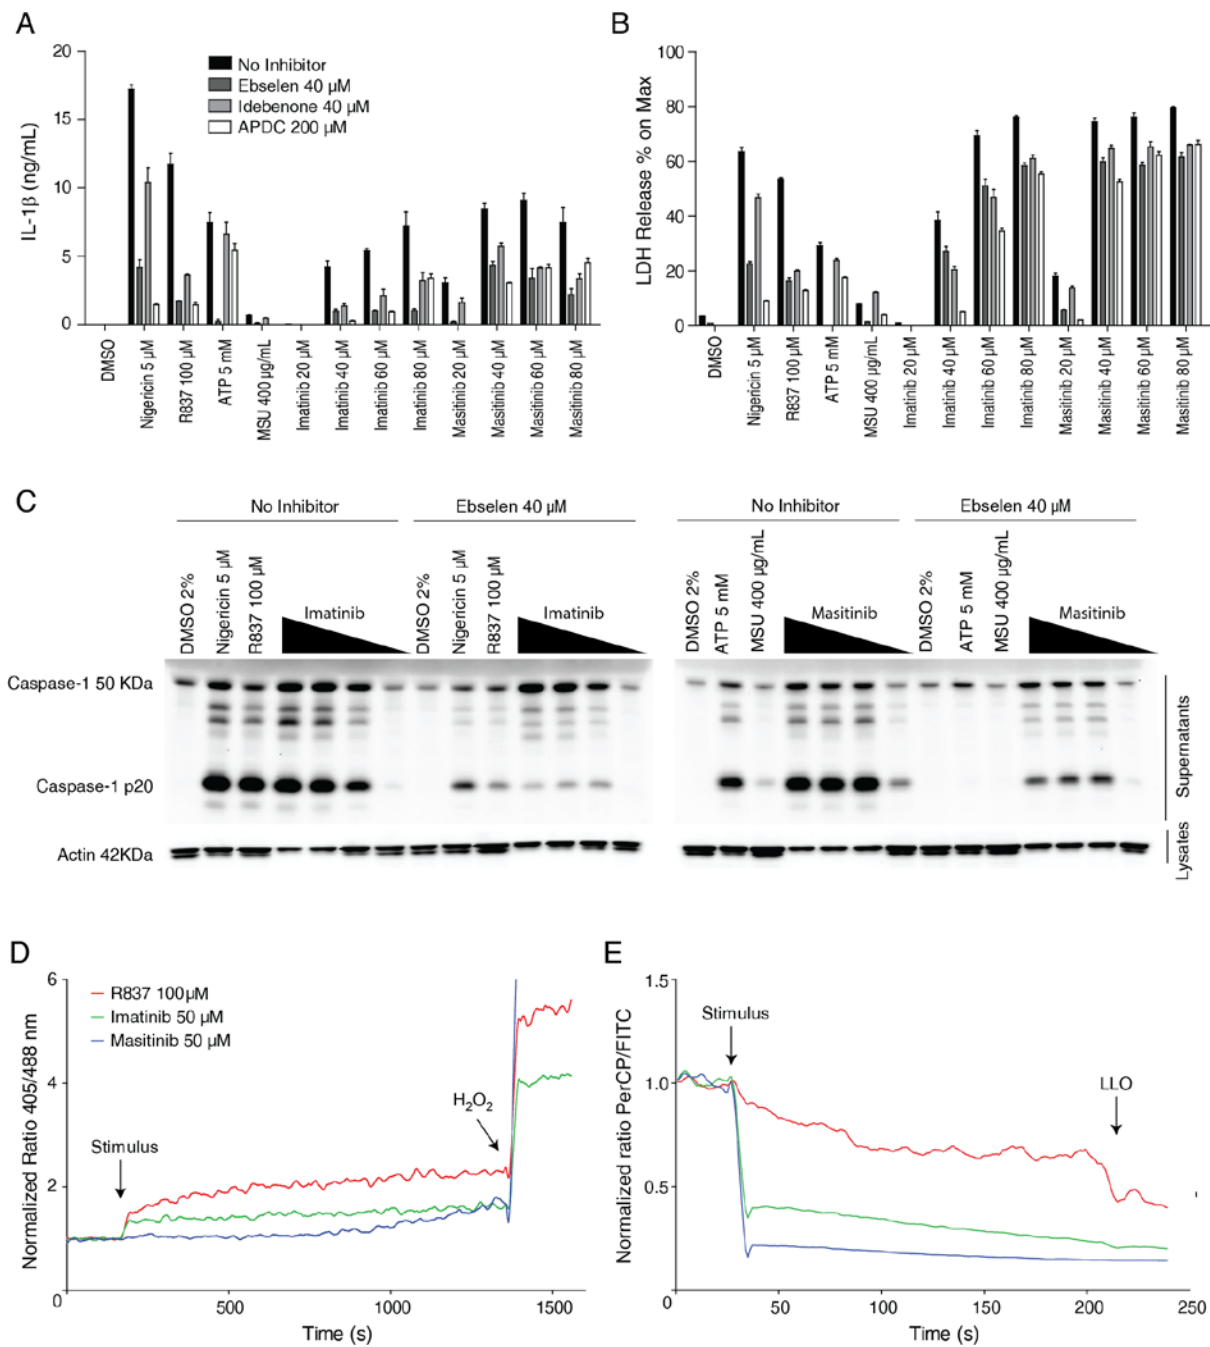 A
20
15
10
5
0
IL-1β (ng/mL)
No Inhibitor
Ebselen 40 μM
Idebenone 40 μM
APDC 200 μM
DMSO
Nigericin 5 μM
R837 100 μM
ATP 5 mM
MSU 400 μg/mL
Imatinib 20 μM
Imatinib 40 μM
Imatinib 60 μM
Imatinib 80 μM
Masitinib 20 μM
Masitinib 40 μM
Masitinib 60 μM
Masitinib 80 μM
B
100
80
60
40
20
0
LDH Release % on Max
DMSO
Nigericin 5 μM
R837 100 μM
ATP 5 mM
MSU 400 μg/mL
Imatinib 20 μM
Imatinib 40 μM
Imatinib 60 μM
Imatinib 80 μM
Masitinib 20 μM
Masitinib 40 μM
Masitinib 60 μM
Masitinib 80 μM
C
No Inhibitor
Ebselen 40 μM
No Inhibitor
Ebselen 40 μM
DMSO 2%
Nigericin 5 μM
R837 100 μM
Imatinib
DMSO 2%
Nigericin 5 μM
R837 100 μM
Imatinib
DMSO 2%
ATP 5 mM
MSU 400 μg/mL
Masitinib
DMSO 2%
ATP 5 mM
MSU 400 μg/mL
Masitinib
Caspase-1 50 KDa
Caspase-1 p20
Actin 42KDa
Supernatants
Lysates
D
6
4
2
0
Normalized Ratio 405/488 nm
R837 100μM
Imatinib 50 μM
Masitinib 50 μM
Stimulus
H₂O₂
500
1000
1500
Time (s)
E
1.5
1.0
0.5
Normalized ratio PerCP/FITC
Stimulus
LLO
0
50
100
150
200
250
Time (s)